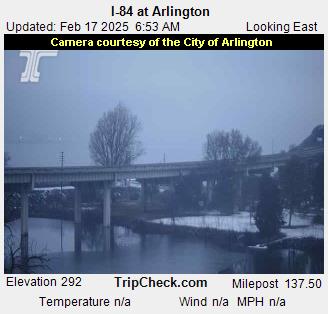 I-84 at Arlington
Updated: Feb 17 2025 6:53 AM Looking East
Camera courtesy of the City of Arlington
Elevation 292 TripCheck.com Milepost 137.50
Temperature n/a Wind n/a MPH n/a